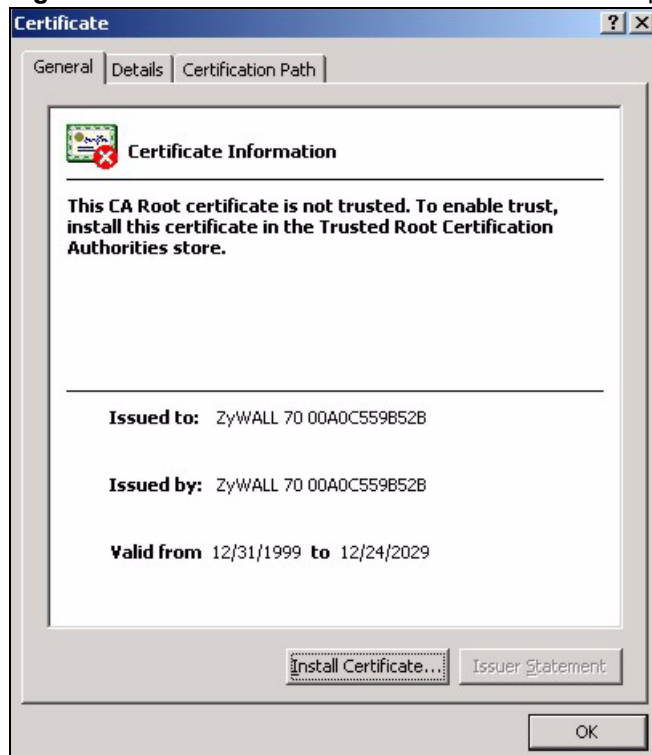 Certificate
General Details Certification Path
Certificate Information
This CA Root certificate is not trusted. To enable trust,
install this certificate in the Trusted Root Certification
Authorities store.
Issued to: ZyWALL 70 00A0C559B52B
Issued by: ZyWALL 70 00A0C559B52B
Valid from 12/31/1999 to 12/24/2029
Install Certificate... Issuer Statement
OK